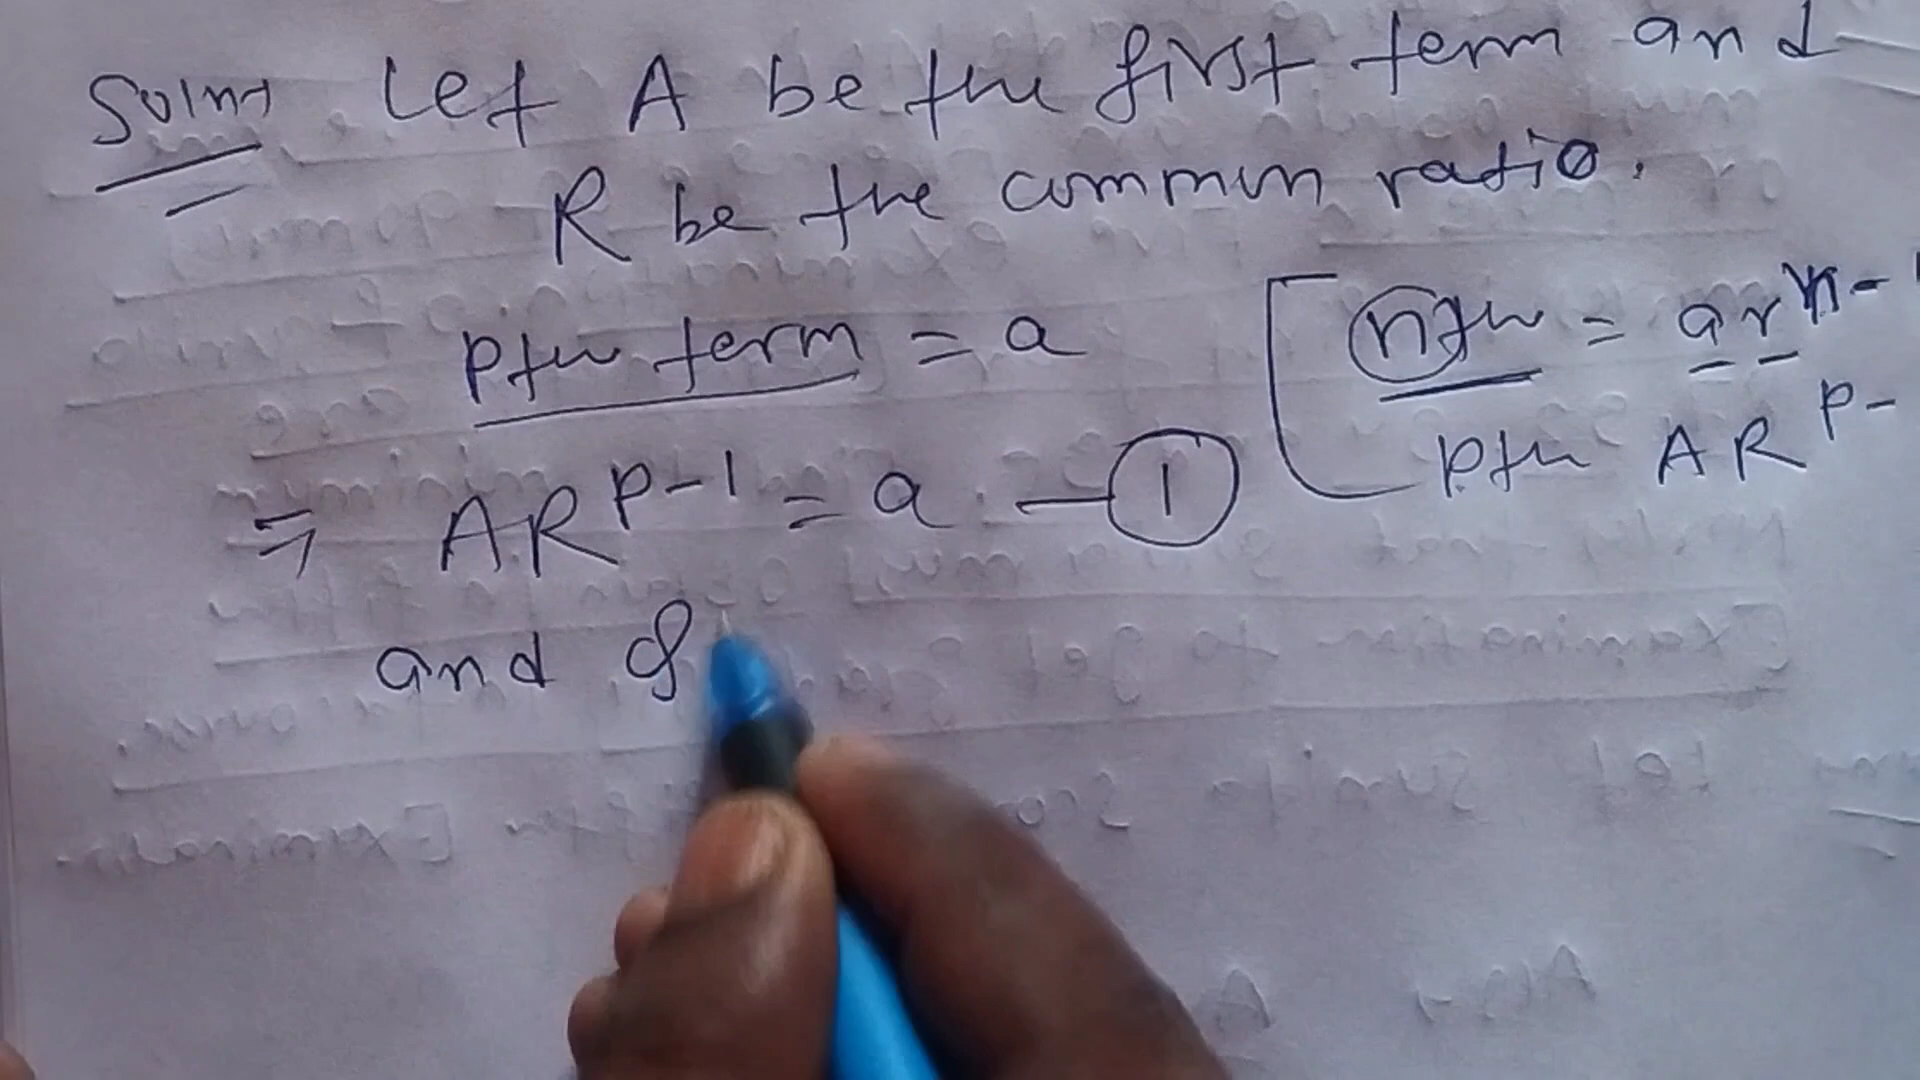 Soln:- Let A be the first term and
R be the common ratio.
pth term = a
⇒ AR^{p-1} = a. —①
nth = ar^{n-
pth AR^{p-
and q